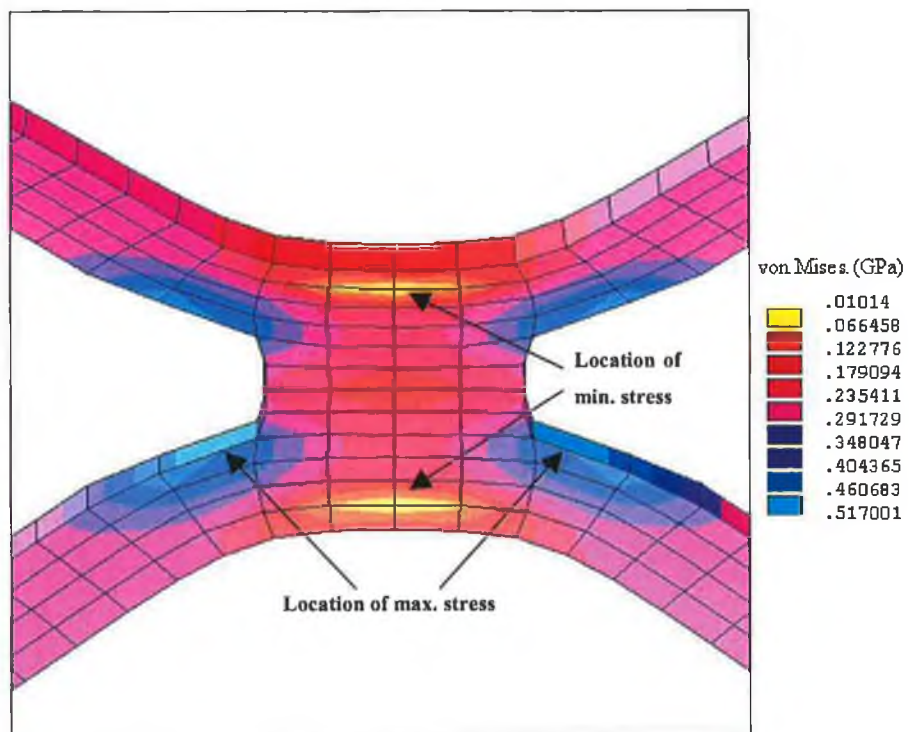 von Mises (GPa)
.01014
.066458
.122776
.179094
.235411
.291729
.348047
.404365
.460683
.517001
Location of
min. stress
Location of max. stress